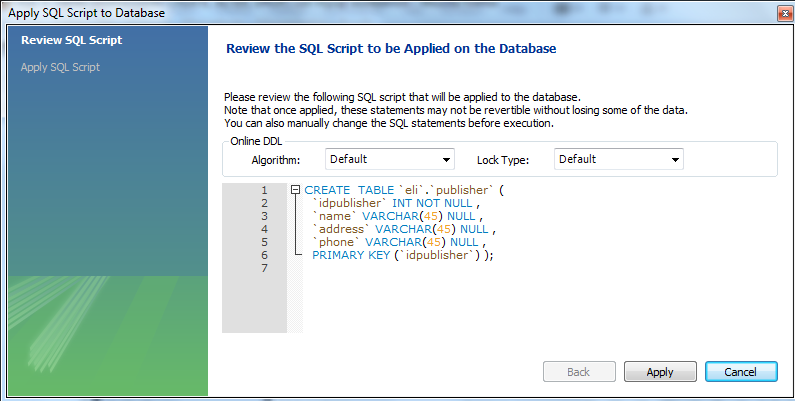 Apply SQL Script to Database
Review SQL Script
Apply SQL Script
Review the SQL Script to be Applied on the Database
Please review the following SQL script that will be applied to the database.
Note that once applied, these statements may not be revertible without losing some of the data.
You can also manually change the SQL statements before execution.
Online DDL
Algorithm: Default Lock Type: Default
1 CREATE TABLE `eli`.`publisher` (
2 `idpublisher` INT NOT NULL ,
3 `name` VARCHAR(45) NULL ,
4 `address` VARCHAR(45) NULL ,
5 `phone` VARCHAR(45) NULL ,
6 PRIMARY KEY (`idpublisher`) );
7
Back Apply Cancel